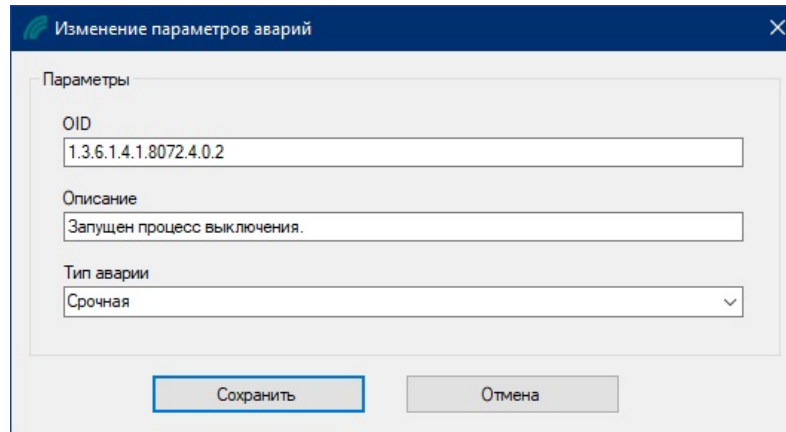 Изменение параметров аварий
Параметры
OID
1.3.6.1.4.1.8072.4.0.2
Описание
Запущен процесс выключения.
Тип аварии
Срочная
Сохранить
Отмена